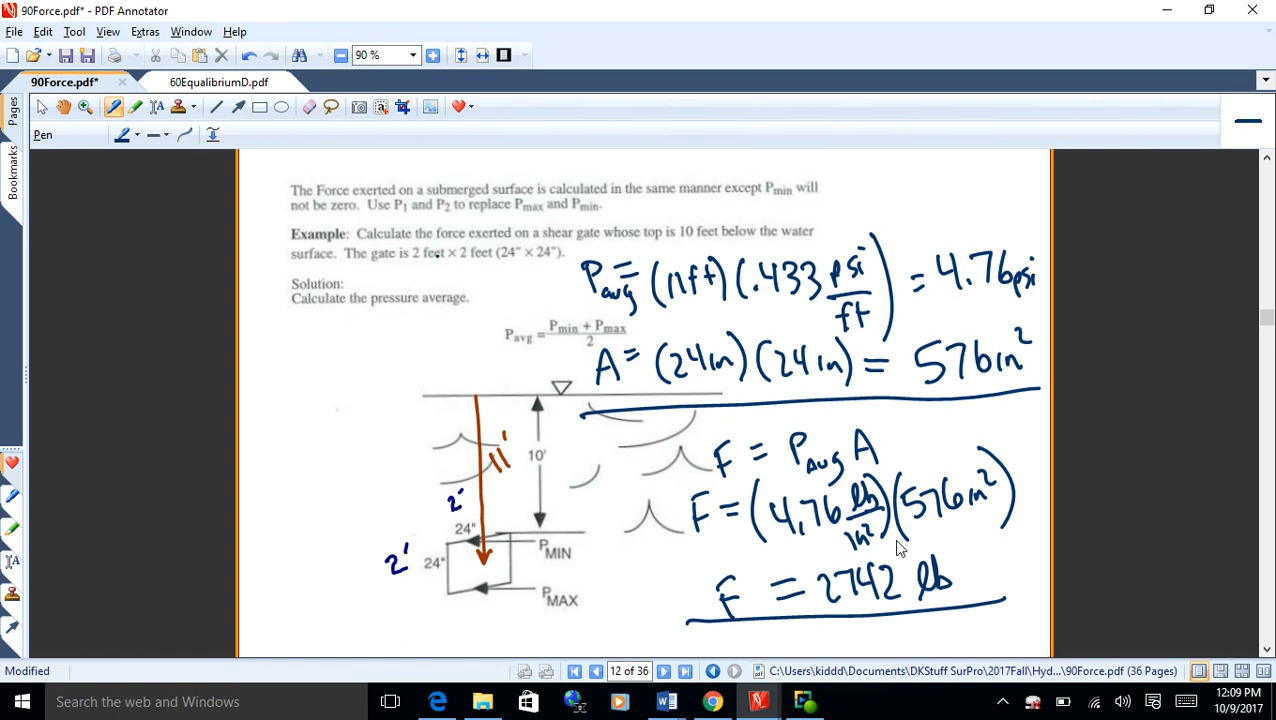 90Force.pdf* - PDF Annotator
File Edit Tool View Extras Window Help
90 %
90Force.pdf* 60EqualibriumD.pdf
Pen
Pages
Bookmarks
The Force exerted on a submerged surface is calculated in the same manner except Pmin will
not be zero. Use P1 and P2 to replace Pmax and Pmin.
Example: Calculate the force exerted on a shear gate whose top is 10 feet below the water
surface. The gate is 2 feet × 2 feet (24" × 24").
Solution:
Calculate the pressure average.
Pavg = Pmin + Pmax / 2
Pavg = (11ft)(.433 psi/ft) = 4.76psi
A = (24in)(24in) = 576in²
F = Pavg A
F = (4.76 lb/in²)(576in²)
F = 2742 lb
11'
10'
2'
24"
2' 24"
PMIN
PMAX
Modified
12 of 36
C:\Users\kiddd\Documents\DKStuff SurPro\2017Fall\Hyd...\90Force.pdf (36 Pages)
Search the web and Windows
12:09 PM
10/9/2017